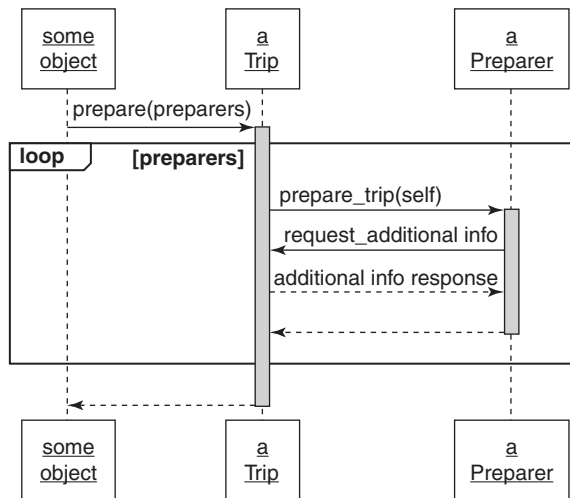 some
object
a
Trip
a
Preparer
prepare(preparers)
loop
[preparers]
prepare_trip(self)
request_additional info
additional info response
some
object
a
Trip
a
Preparer